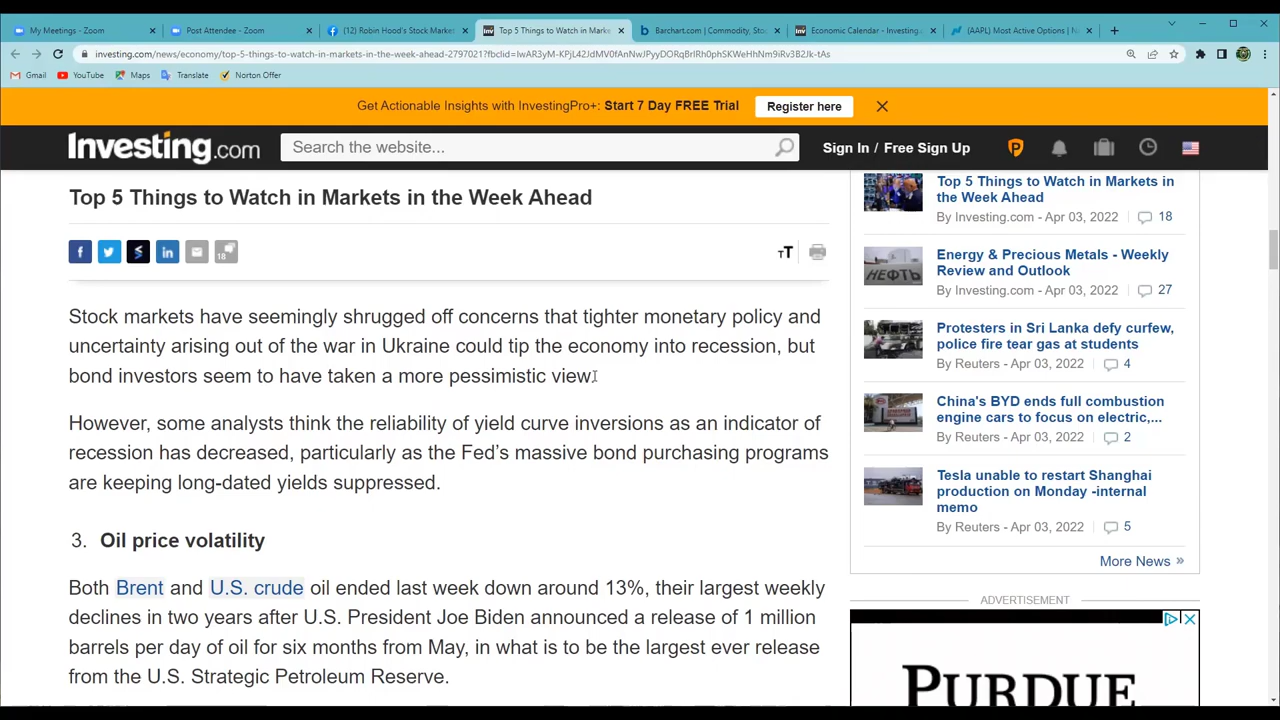 My Meetings - Zoom
Post Attendee - Zoom
(12) Robin Hood's Stock Market
Top 5 Things to Watch in Marke
Barchart.com | Commodity, Stoc
Economic Calendar - Investing.
(AAPL) Most Active Options | N
investing.com/news/economy/top-5-things-to-watch-in-markets-in-the-week-ahead-2797021?fbclid=
Gmail
YouTube
Maps
Translate
Norton Offer
Get Actionable Insights with InvestingPro+: Start 7 Day FREE Trial
Register here
Investing.com
Search the website...
Sign In / Free Sign Up
Top 5 Things to Watch in Markets in the Week Ahead
18
Stock markets have seemingly shrugged off concerns that tighter monetary policy and
uncertainty arising out of the war in Ukraine could tip the economy into recession, but
bond investors seem to have taken a more pessimistic view.
However, some analysts think the reliability of yield curve inversions as an indicator of
recession has decreased, particularly as the Fed's massive bond purchasing programs
are keeping long-dated yields suppressed.
3. Oil price volatility
Both Brent and U.S. crude oil ended last week down around 13%, their largest weekly
declines in two years after U.S. President Joe Biden announced a release of 1 million
barrels per day of oil for six months from May, in what is to be the largest ever release
from the U.S. Strategic Petroleum Reserve.
Top 5 Things to Watch in Markets in
the Week Ahead
By Investing.com - Apr 03, 2022 | 18
НЕФТЬ
Energy & Precious Metals - Weekly
Review and Outlook
By Investing.com - Apr 03, 2022 | 27
Protesters in Sri Lanka defy curfew,
police fire tear gas at students
By Reuters - Apr 03, 2022 | 4
China's BYD ends full combustion
engine cars to focus on electric,...
By Reuters - Apr 03, 2022 | 2
Tesla unable to restart Shanghai
production on Monday -internal
memo
By Reuters - Apr 03, 2022 | 5
More News »
ADVERTISEMENT
PURDUE